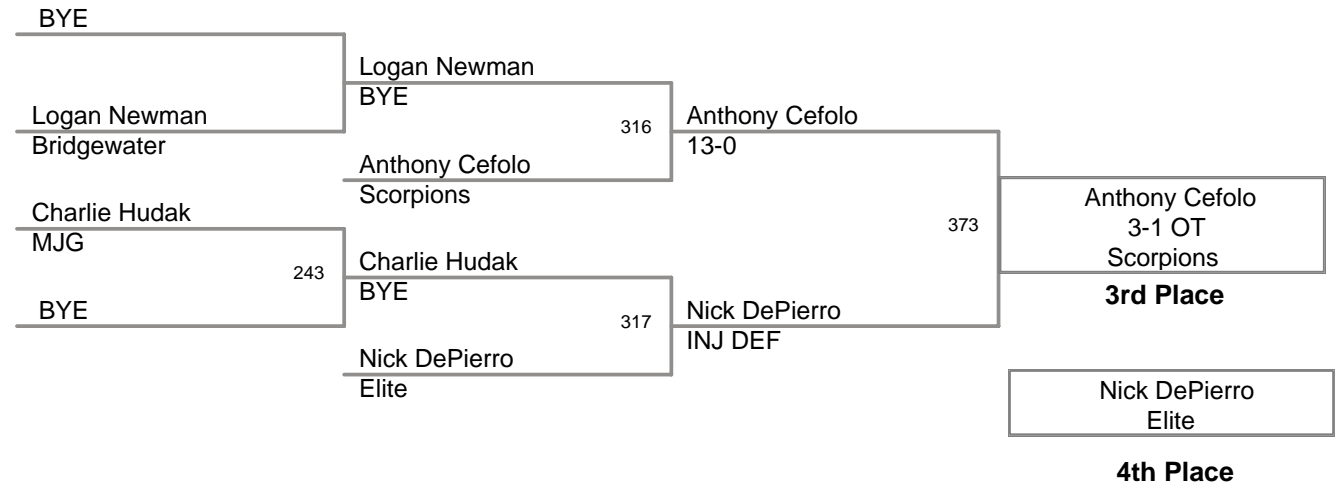 BYE
Logan Newman
BYE
Logan Newman
Bridgewater
316
Anthony Cefolo
13-0
Anthony Cefolo
Scorpions
Charlie Hudak
MJG
243
Charlie Hudak
BYE
BYE
317
Nick DePierro
INJ DEF
Nick DePierro
Elite
373
Anthony Cefolo
3-1 OT
Scorpions
3rd Place
Nick DePierro
Elite
4th Place